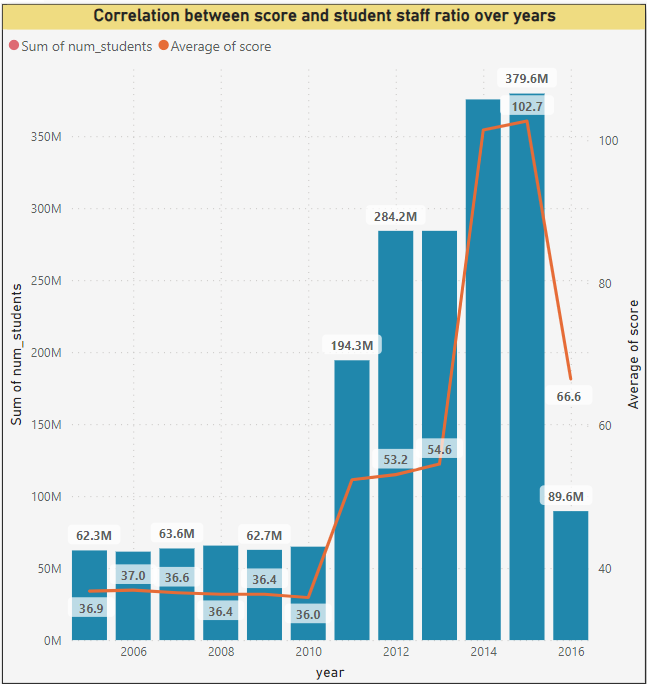 Correlation between score and student staff ratio over years
Sum of num_students Average of score
379.6M
102.7
350M
100
300M
284.2M
250M
80
200M
194.3M
66.6
150M
60
53.2
54.6
100M
89.6M
62.3M
63.6M
62.7M
50M
37.0
36.6
36.4
40
36.9
36.4
36.0
0M
2006 2008 2010 2012 2014 2016
year
Sum of num_students
Average of score